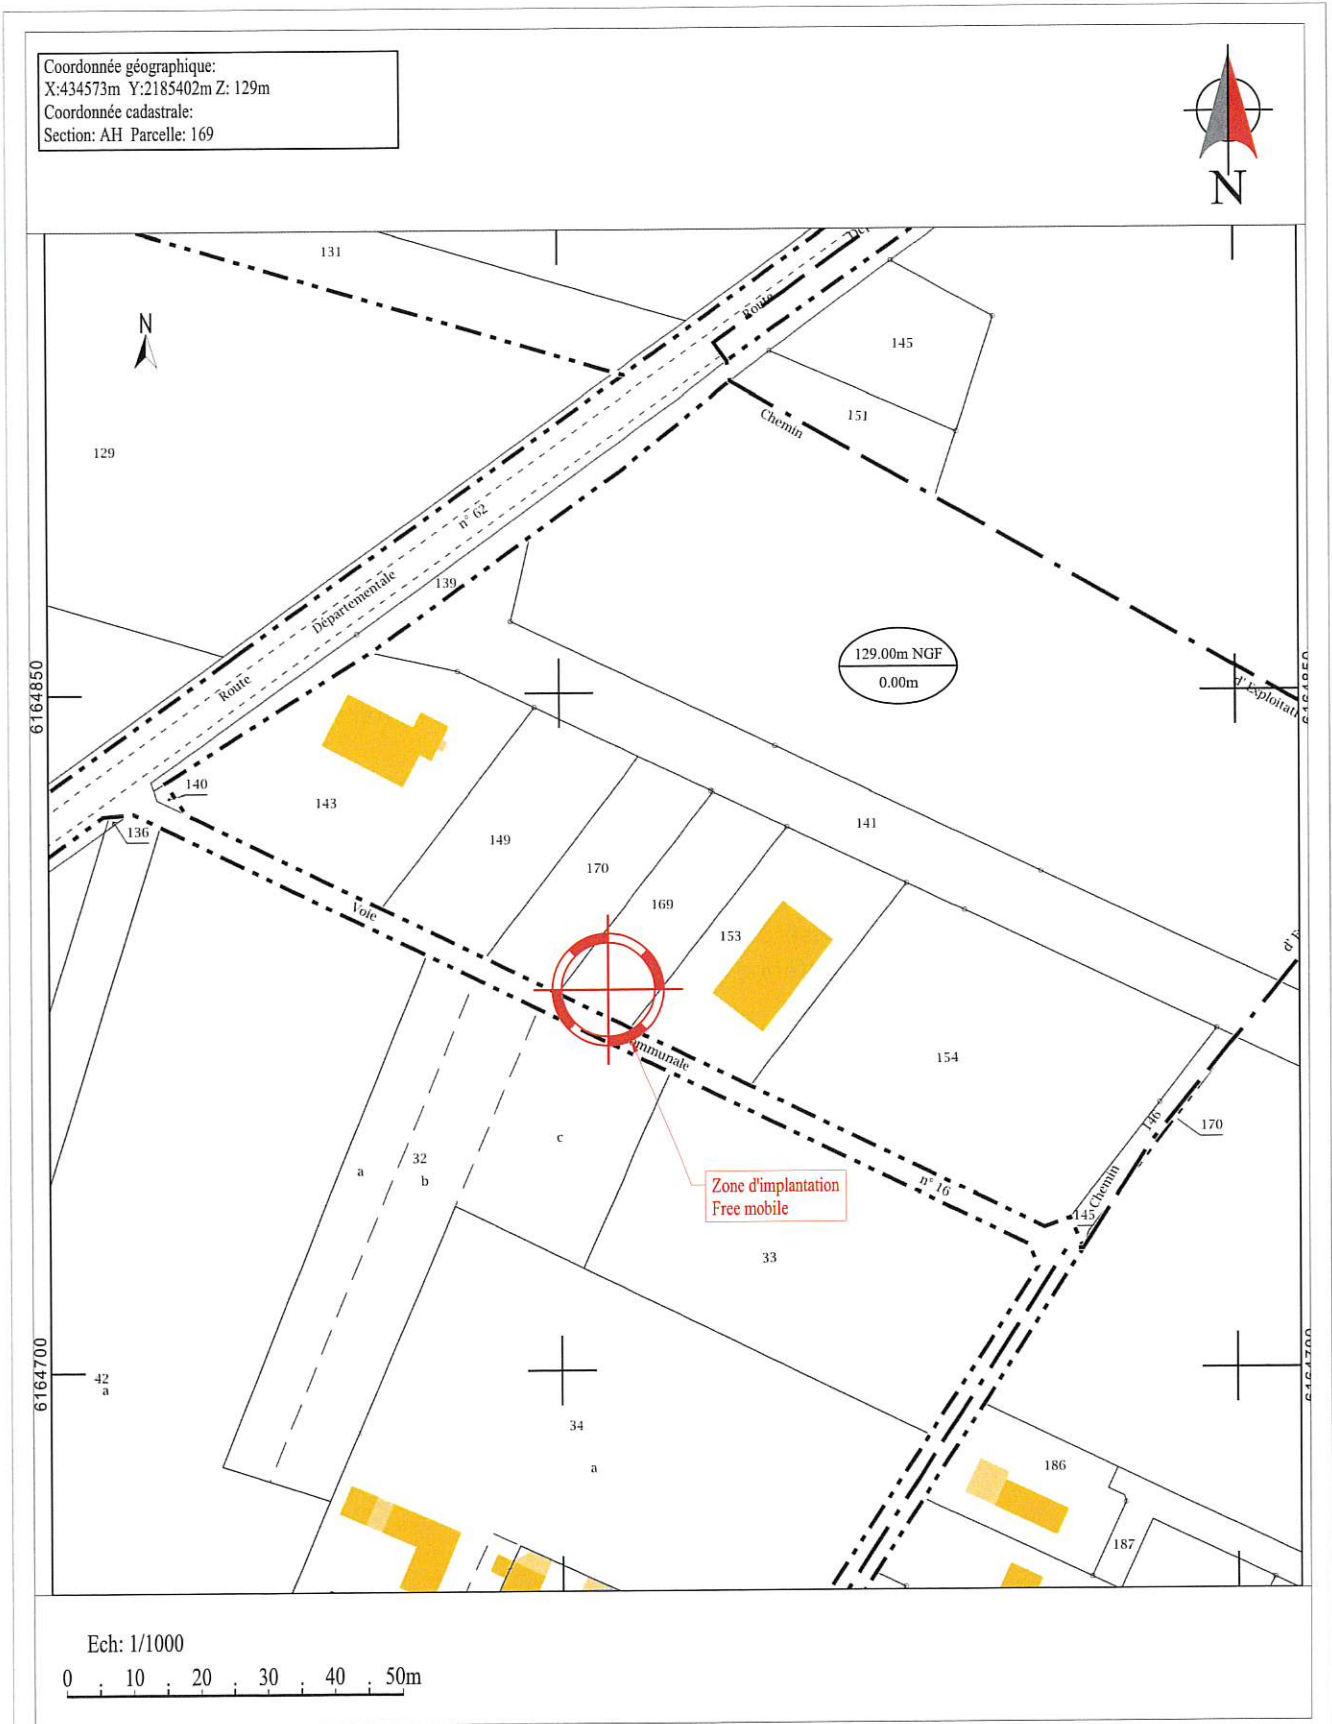 Coordonnée géographique:
X:434573m Y:2185402m Z: 129m
Coordonnée cadastrale:
Section: AH Parcelle: 169
N
131
Route
N
145
151
Chemin
129
n° 62
139
Départementale
129.00m NGF
0.00m
6164850
Route
d' Exploitati
140
143
136
141
149
170
169
Voie
153
ommunale
154
c
146
170
32
a
b
Chemin
n° 16
Zone d'implantation
Free mobile
145
33
6164700
42
a
34
a
186
187
Ech: 1/1000
0 . 10 . 20 . 30 . 40 . 50m